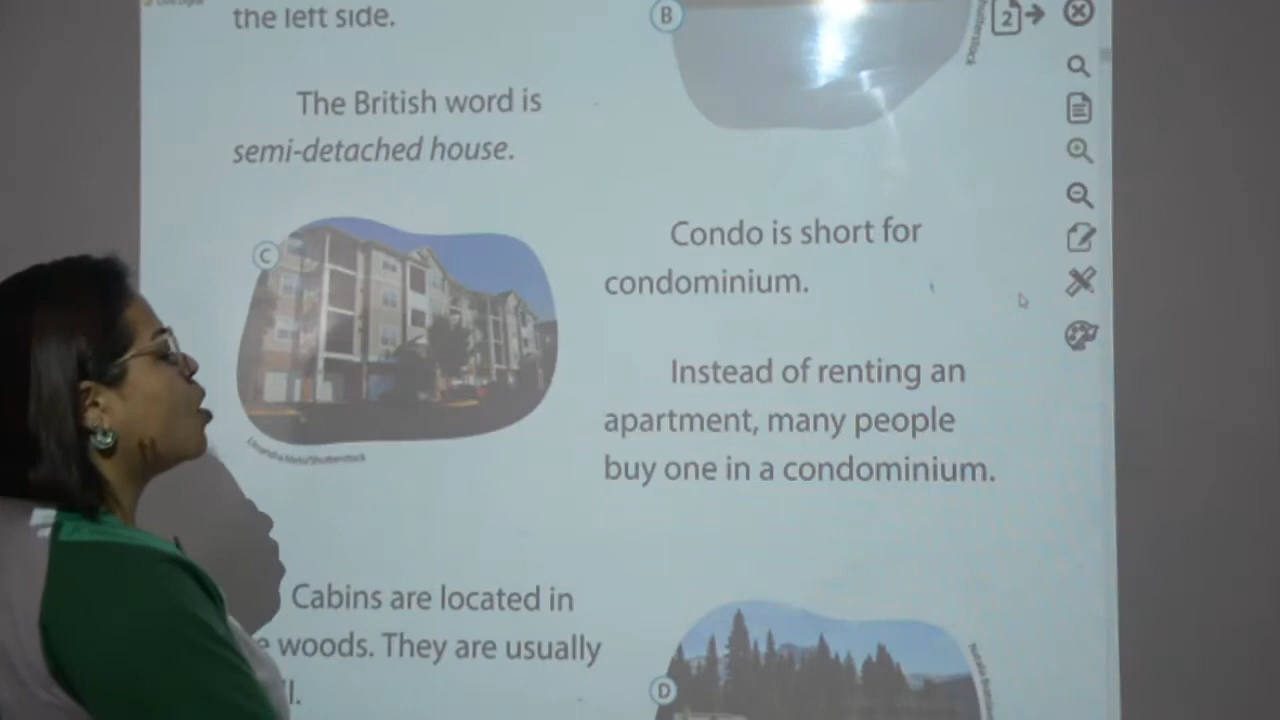 the left side.
B
2
The British word is
semi-detached house.
C
Condo is short for
condominium.
Instead of renting an
apartment, many people
buy one in a condominium.
Cabins are located in
woods. They are usually
D